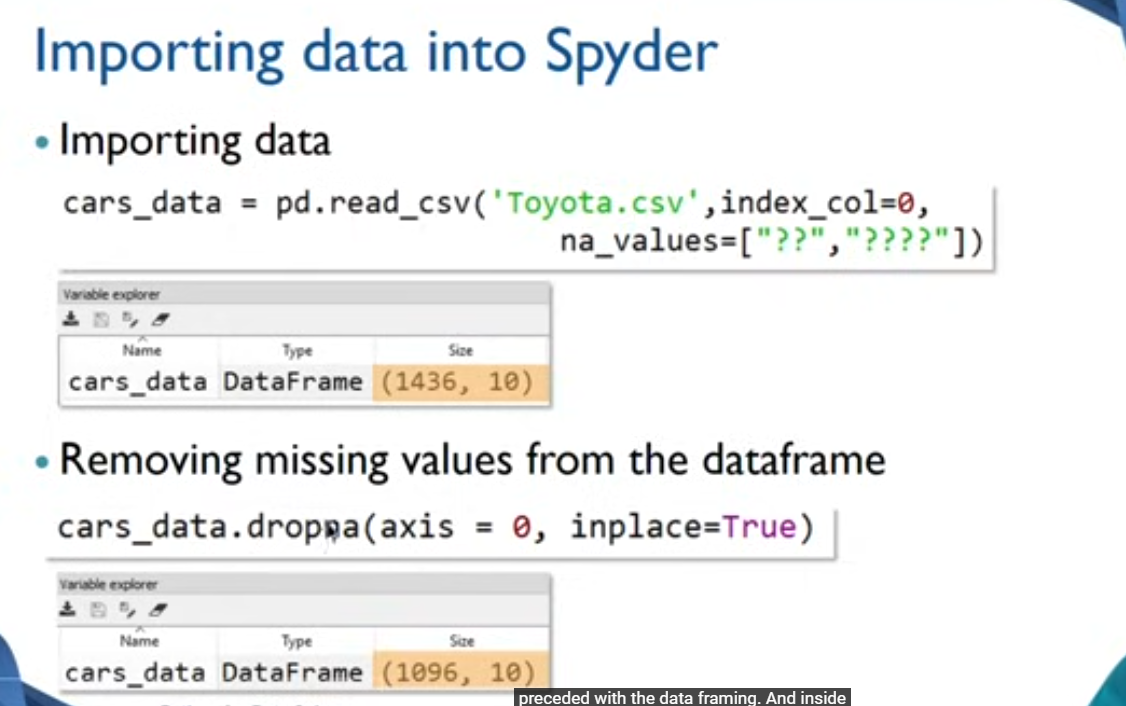 Importing data into Spyder
• Importing data
cars_data = pd.read_csv('Toyota.csv',index_col=0,
na_values=["??","????"])
Variable explorer
Name Type Size
cars_data DataFrame (1436, 10)
• Removing missing values from the dataframe
cars_data.dropna(axis = 0, inplace=True)
Variable explorer
Name Type Size
cars_data DataFrame (1096, 10)
preceded with the data framing. And inside